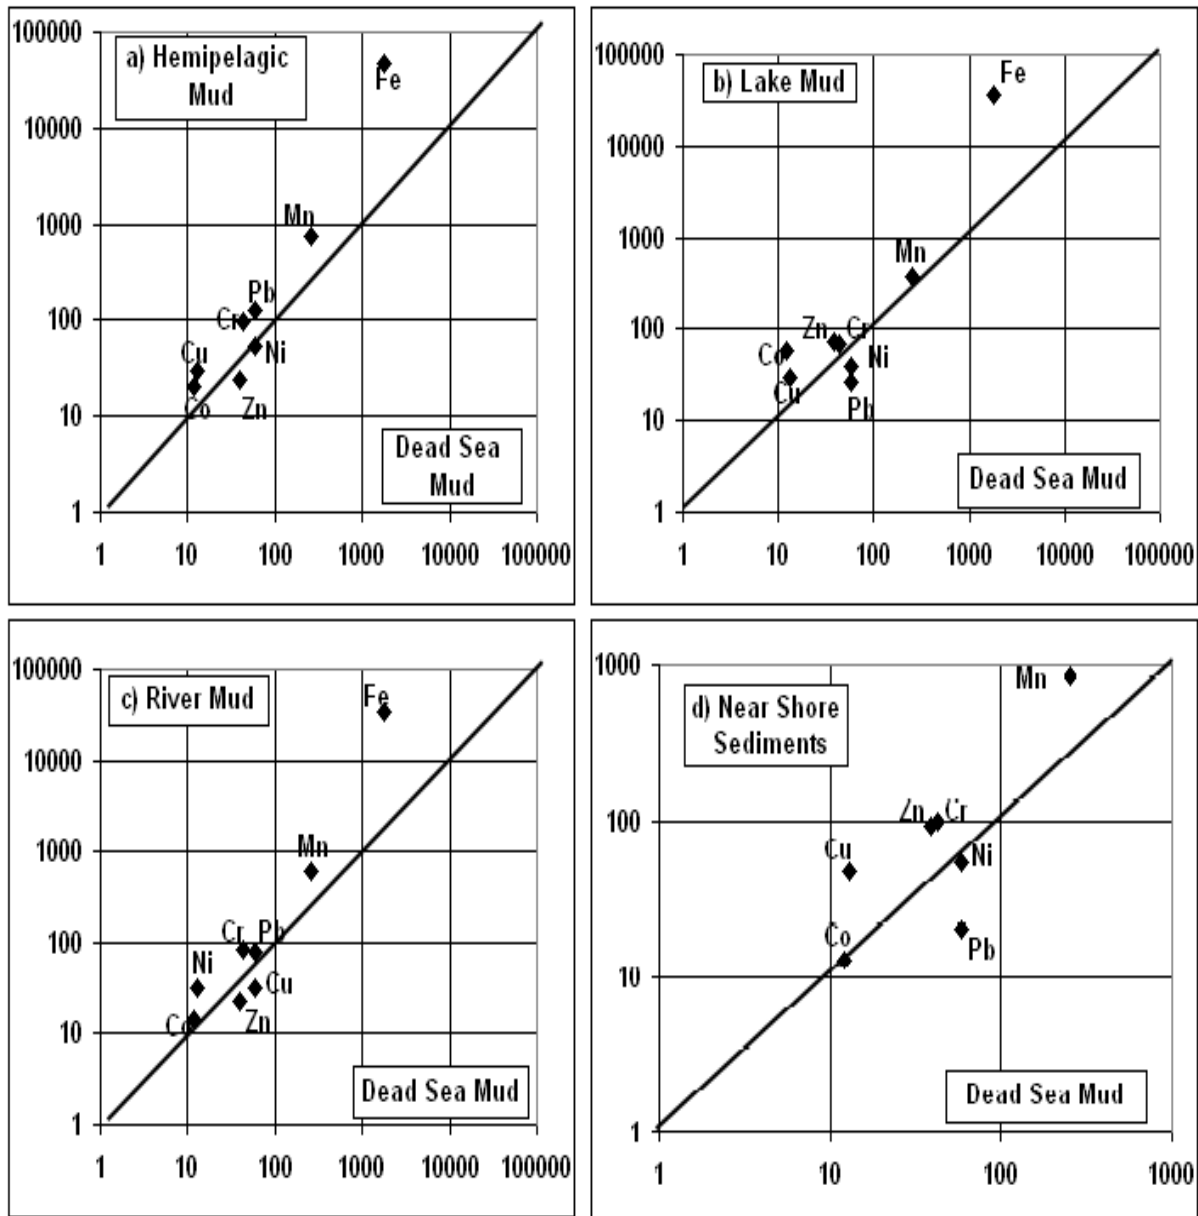 100000
a) Hemipelagic
Mud
Fe
10000
Mn
1000
Pb
Cr
100
Cu
Ni
Co
Zn
10
Dead Sea
Mud
1
1 10 100 1000 10000 100000
100000
Fe
b) Lake Mud
10000
1000
Mn
100
Zn
Cr
Co
Ni
Cu
Pb
10
Dead Sea Mud
1
1 10 100 1000 10000 100000
100000
c) River Mud
Fe
10000
1000
Mn
100
Cr
Pb
Ni
Cu
Co
Zn
10
Dead Sea Mud
1
1 10 100 1000 10000 100000
1000
Mn
d) Near Shore
Sediments
100
Zn
Cr
Cu
Ni
Co
Pb
10
Dead Sea Mud
1
1 10 100 1000